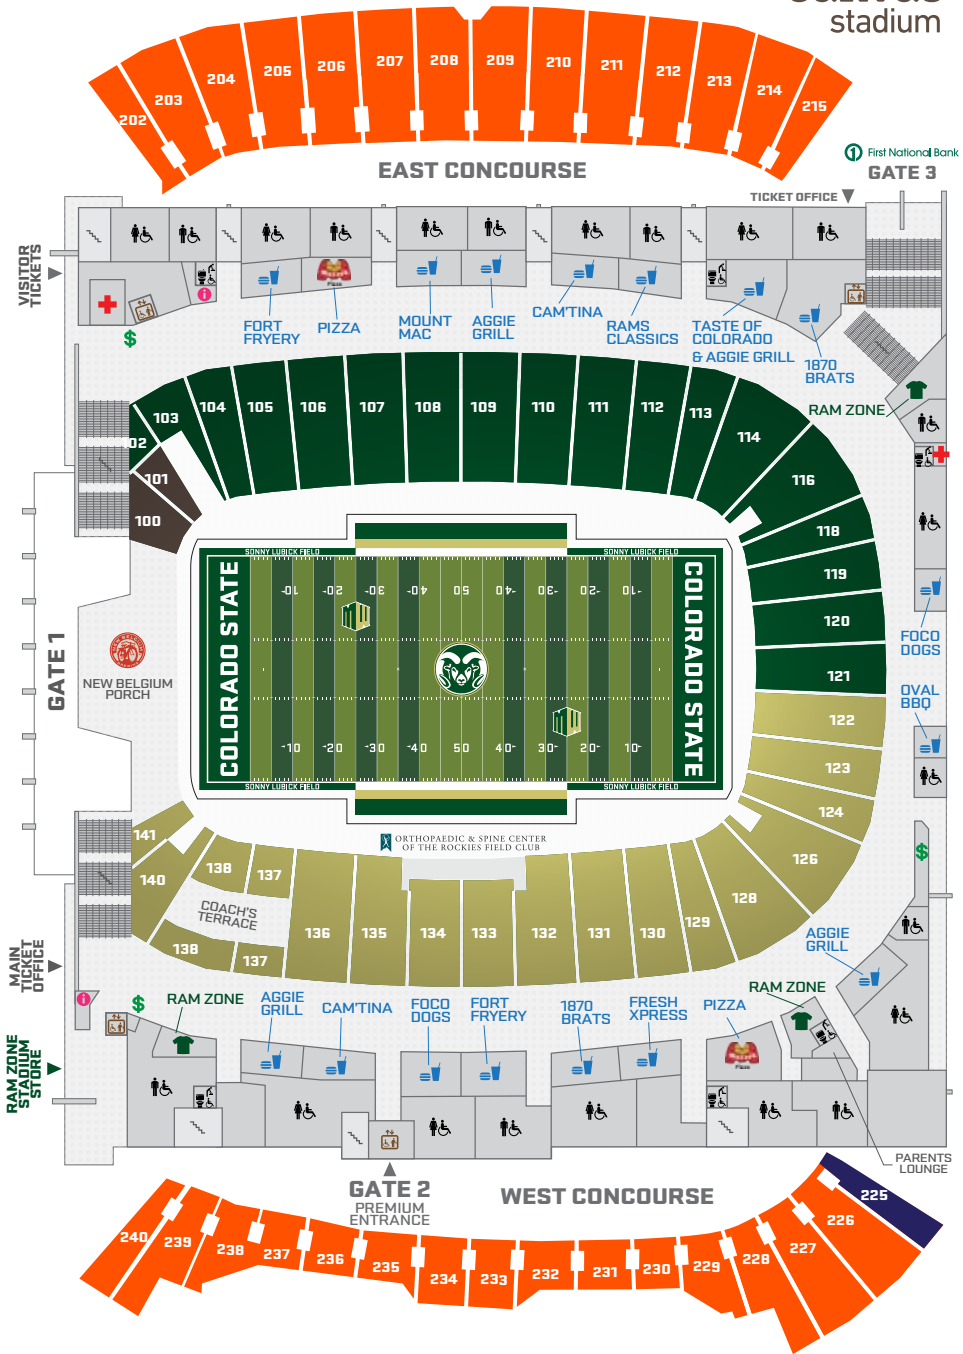 stadium
202
203
204
205
206
207
208
209
210
211
212
213
214
215
EAST CONCOURSE
First National Bank
GATE 3
TICKET OFFICE
VISITOR
TICKETS
FORT
FRYERY
PIZZA
MOUNT
MAC
AGGIE
GRILL
CAM'TINA
RAMS
CLASSICS
TASTE OF
COLORADO
& AGGIE GRILL
1870
BRATS
RAM ZONE
FOCO
DOGS
OVAL
BBQ
100
101
102
103
104
105
106
107
108
109
110
111
112
113
114
116
118
119
120
121
122
123
124
126
128
129
130
131
132
133
134
135
136
137
138
137
138
140
141
COACH'S
TERRACE
GATE 1
NEW BELGIUM
PORCH
SONNY LUBICK FIELD
SONNY LUBICK FIELD
COLORADO STATE
COLORADO STATE
-10
-20
-30
-40
50
40-
30-
20-
10-
-10
-20
-30
-40
50
40-
30-
20-
10-
SONNY LUBICK FIELD
SONNY LUBICK FIELD
ORTHOPAEDIC & SPINE CENTER
OF THE ROCKIES FIELD CLUB
MAIN
TICKET
OFFICE
RAM ZONE
STADIUM
STORE
$
$
$
RAM ZONE
AGGIE
GRILL
CAM'TINA
FOCO
DOGS
FORT
FRYERY
1870
BRATS
FRESH
XPRESS
PIZZA
RAM ZONE
AGGIE
GRILL
PARENTS
LOUNGE
GATE 2
PREMIUM
ENTRANCE
WEST CONCOURSE
225
226
227
228
229
230
231
232
233
234
235
236
237
238
239
240